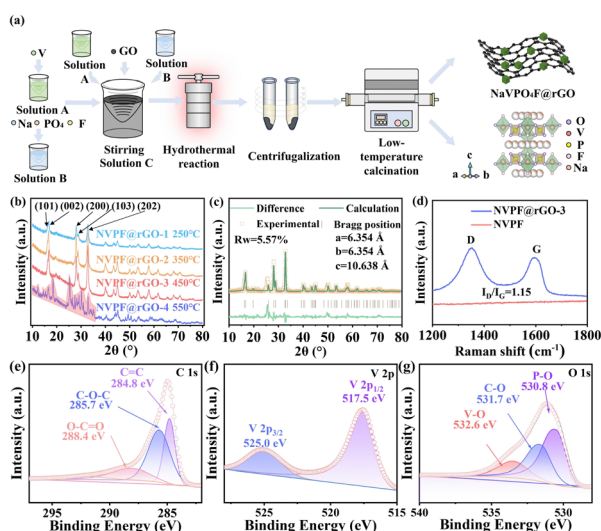 (a)
V
Solution A
Na PO₄ F
Solution B
Solution
A
GO
Solution
B
Stirring
Solution C
Hydrothermal
reaction
Centrifugalization
Low-
temperature
calcination
NaVPO₄F@rGO
c
a b
O
V
P
F
Na
(b)
(101) (002) (200) (103) (202)
NVPF@rGO-1 250℃
NVPF@rGO-2 350℃
NVPF@rGO-3 450℃
NVPF@rGO-4 550℃
Intensity (a.u.)
10 20 30 40 50 60 70 80
2θ (°)
(c)
Difference Calculation
Experimental Bragg position
Rw=5.57%
a=6.354 Å
b=6.354 Å
c=10.638 Å
Intensity (a.u.)
10 20 30 40 50 60 70 80
2θ (°)
(d)
NVPF@rGO-3
NVPF
D
G
I_D/I_G=1.15
Intensity (a.u.)
1200 1400 1600 1800
Raman shift (cm⁻¹)
(e)
C 1s
C=C
284.8 eV
C-O-C
285.7 eV
O-C=O
288.4 eV
Intensity (a.u.)
295 290 285
Binding Energy (eV)
(f)
V 2p
V 2p₁/₂
517.5 eV
V 2p₃/₂
525.0 eV
Intensity (a.u.)
525 520 515
Binding Energy (eV)
(g)
O 1s
P-O
530.8 eV
C-O
531.7 eV
V-O
532.6 eV
Intensity (a.u.)
540 535 530
Binding Energy (eV)